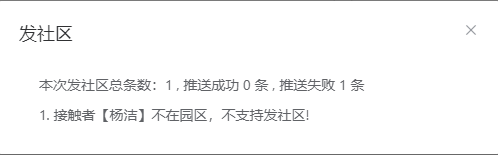 发社区
本次发社区总条数：1 , 推送成功 0 条 , 推送失败 1 条
1. 接触者【杨洁】不在园区，不支持发社区!